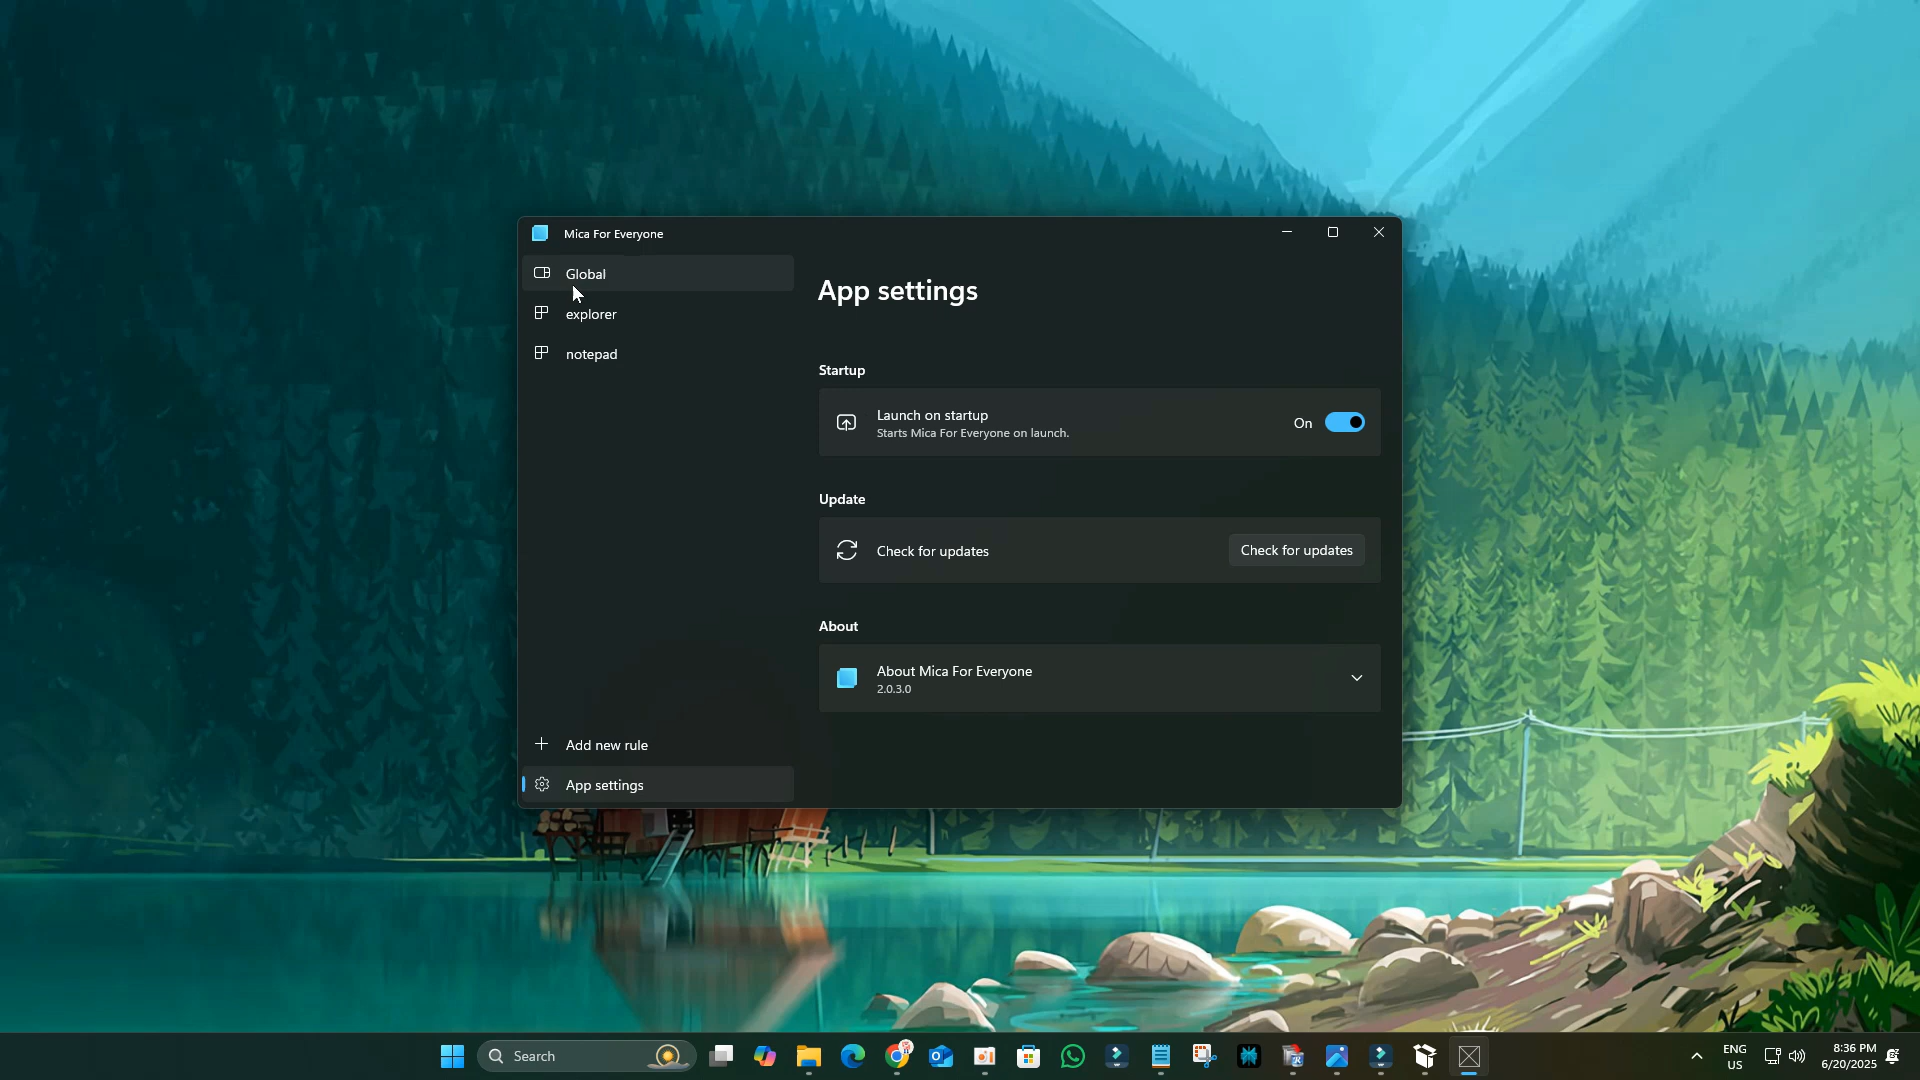 Mica For Everyone
Global
explorer
notepad
Add new rule
App settings
App settings
Startup
Launch on startup
Starts Mica For Everyone on launch.
On
Update
Check for updates
Check for updates
About
About Mica For Everyone
2.0.3.0
Search
ENG
US
8:36 PM
6/20/2025